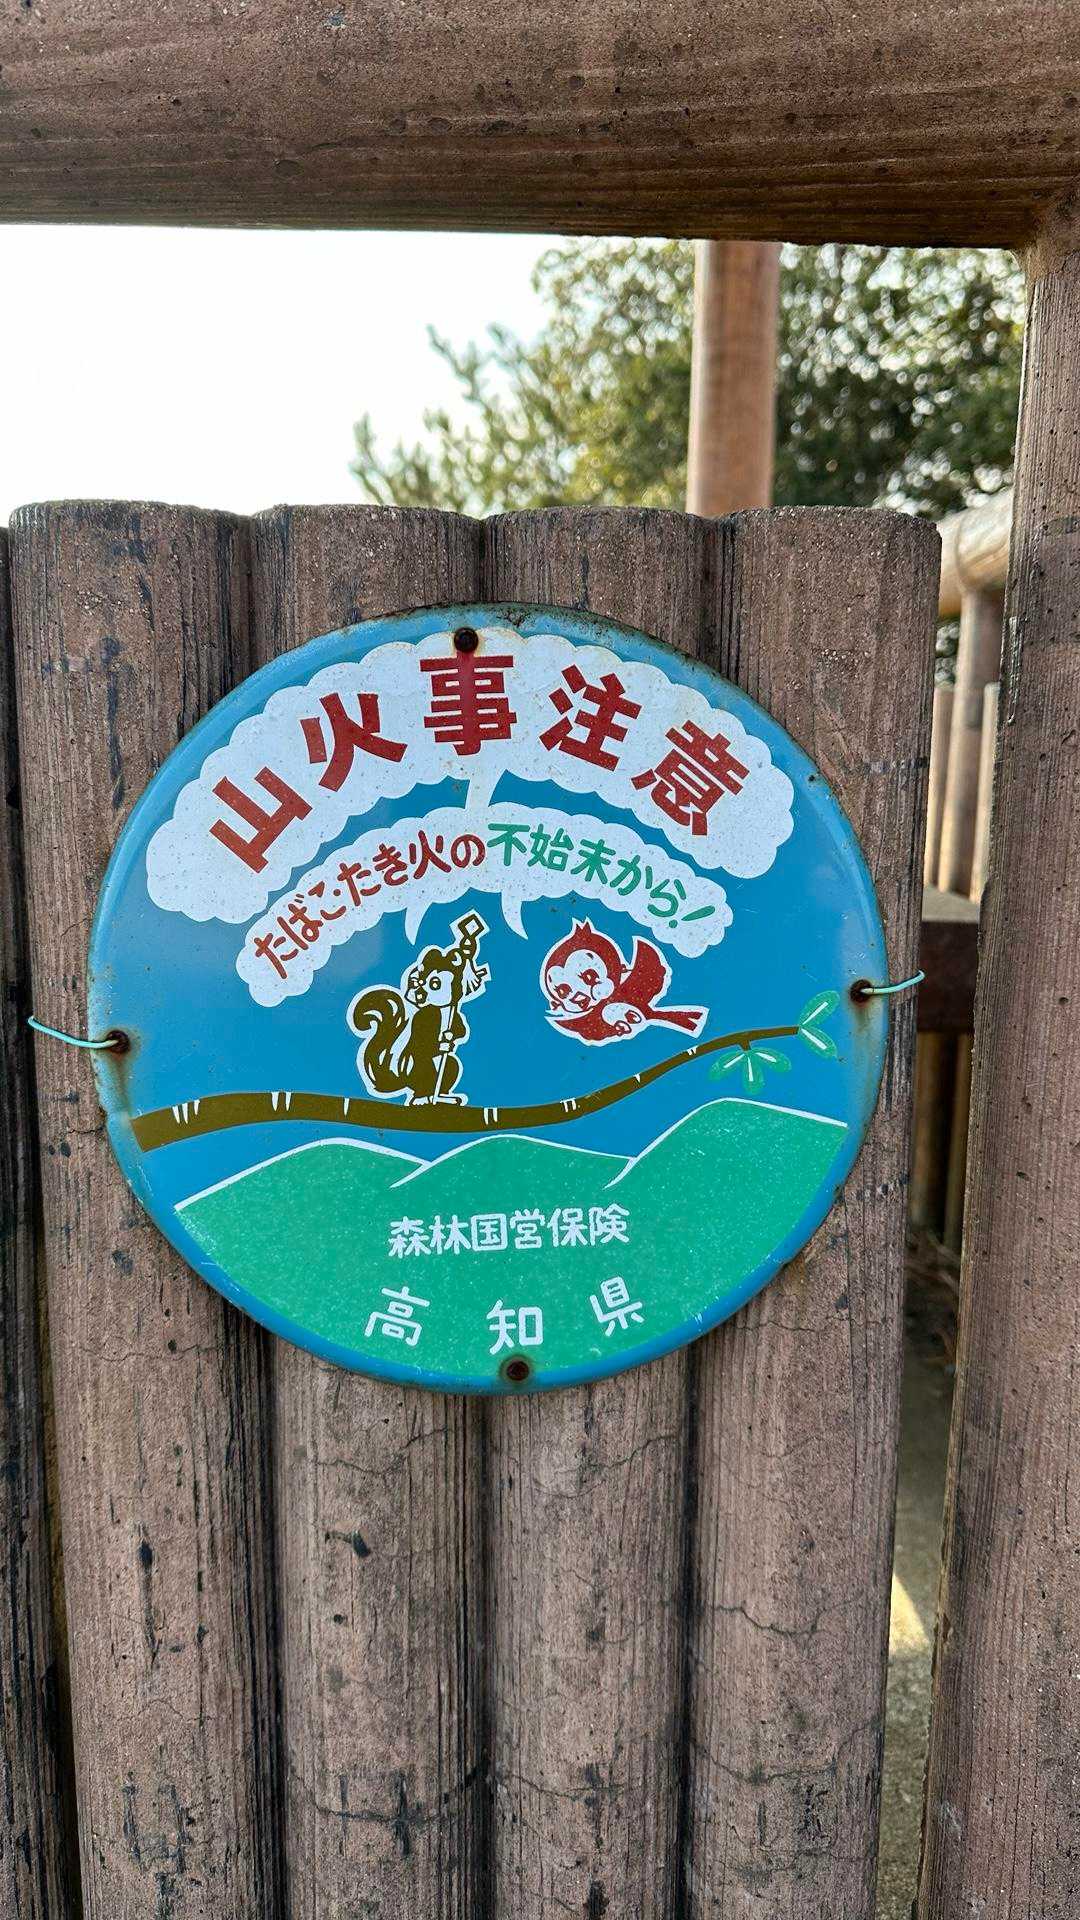 山火事注意
たばこたき火の不始末から!
森林国営保険
高知県